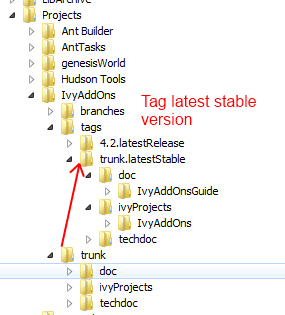 LibArchive
Projects
Ant Builder
AntTasks
genesisWorld
Hudson Tools
IvyAddOns
Tag latest stable
version
branches
tags
4.2.latestRelease
trunk.latestStable
doc
IvyAddOnsGuide
ivyProjects
IvyAddOns
techdoc
trunk
doc
ivyProjects
techdoc